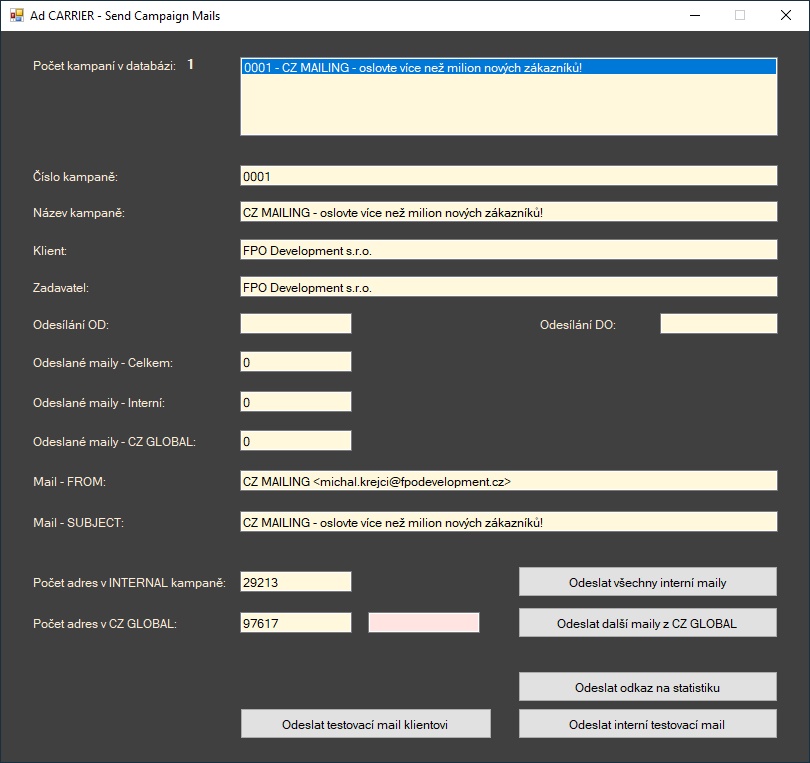 Ad CARRIER - Send Campaign Mails
Počet kampaní v databázi: 1
0001 - CZ MAILING - oslovte více než milion nových zákazníků!
Číslo kampaně: 0001
Název kampaně: CZ MAILING - oslovte více než milion nových zákazníků!
Klient: FPO Development s.r.o.
Zadavatel: FPO Development s.r.o.
Odesílání OD: Odesílání DO:
Odeslané maily - Celkem: 0
Odeslané maily - Interní: 0
Odeslané maily - CZ GLOBAL: 0
Mail - FROM: CZ MAILING <michal.krejci@fpodevelopment.cz>
Mail - SUBJECT: CZ MAILING - oslovte více než milion nových zákazníků!
Počet adres v INTERNAL kampaně: 29213 Odeslat všechny interní maily
Počet adres v CZ GLOBAL: 97617 Odeslat další maily z CZ GLOBAL
Odeslat odkaz na statistiku
Odeslat testovací mail klientovi Odeslat interní testovací mail